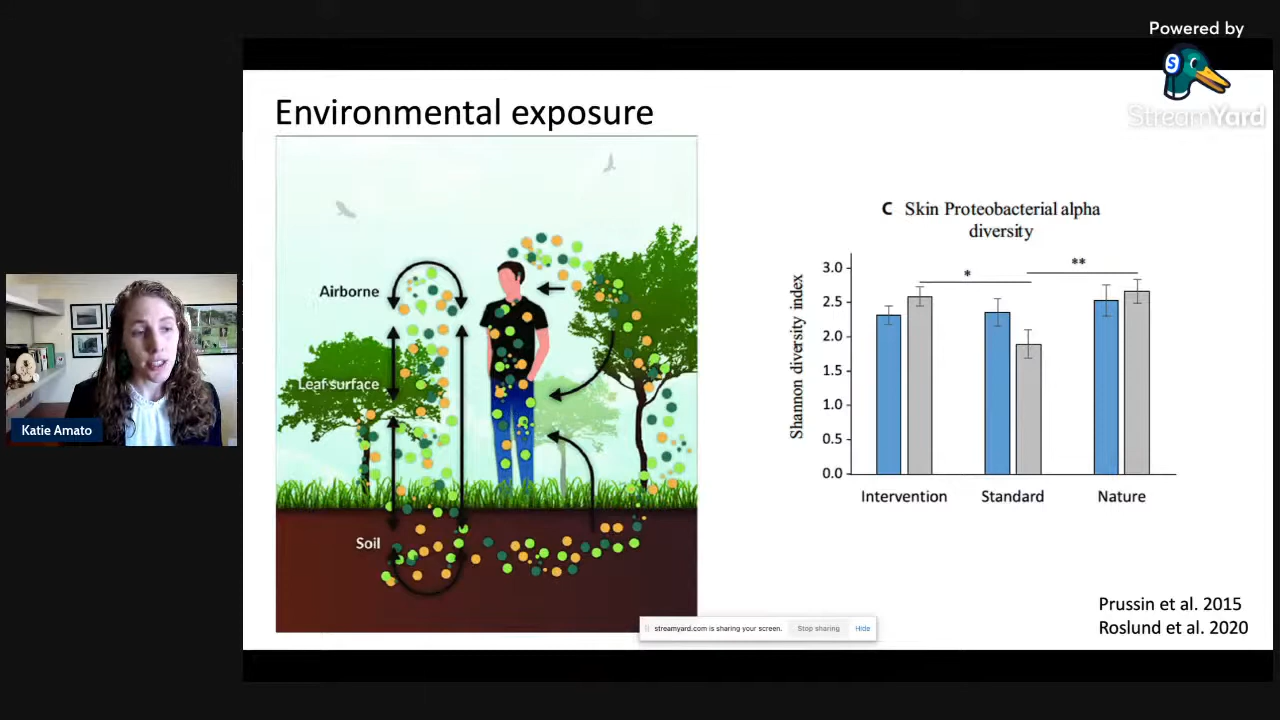 Powered by
StreamYard
Environmental exposure
Airborne
Leaf surface
Soil
C Skin Proteobacterial alpha
diversity
Shannon diversity index
3.0
2.5
2.0
1.5
1.0
0.5
0.0
*
**
Intervention
Standard
Nature
Prussin et al. 2015
Roslund et al. 2020
streamyard.com is sharing your screen.
Stop sharing
Hide
Katie Amato